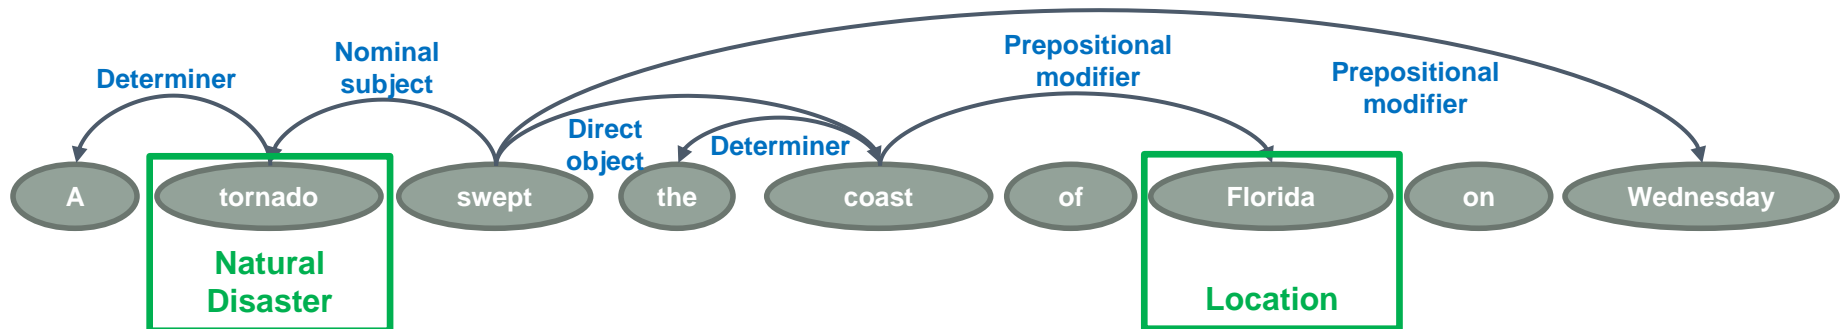 Determiner
Nominal
subject
Direct
object
Determiner
Prepositional
modifier
Prepositional
modifier
A tornado swept the coast of Florida on Wednesday
Natural
Disaster
Location